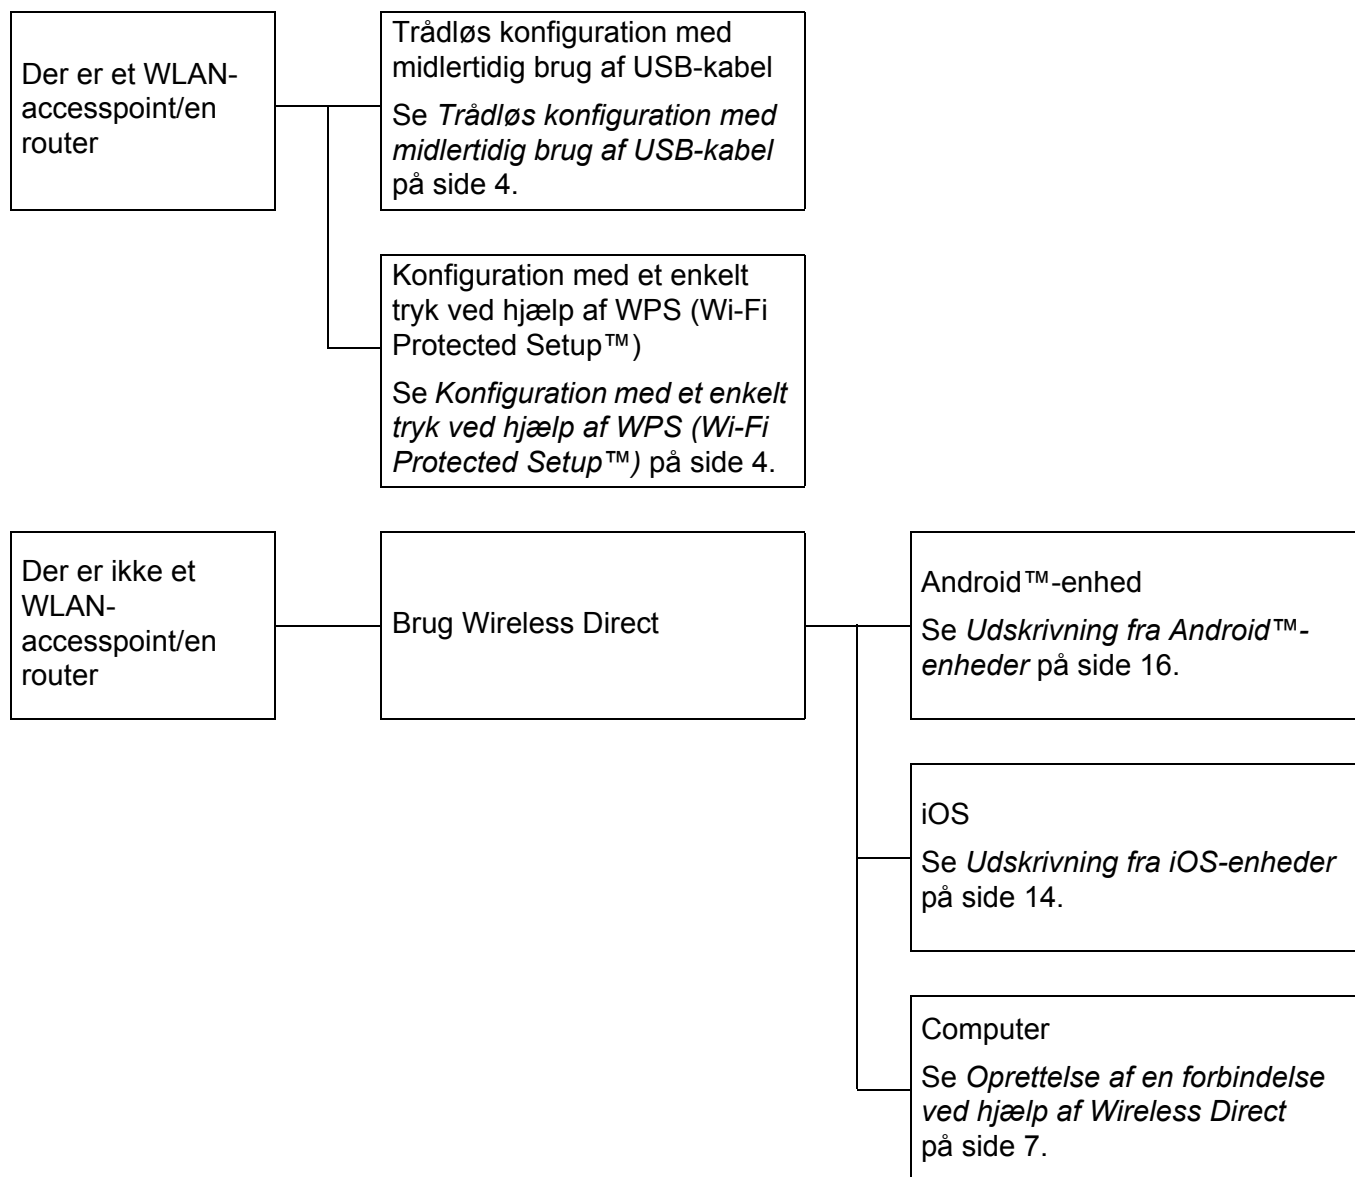 Der er et WLAN-
accesspoint/en
router
Trådløs konfiguration med
midlertidig brug af USB-kabel
Se Trådløs konfiguration med
midlertidig brug af USB-kabel
på side 4.
Konfiguration med et enkelt
tryk ved hjælp af WPS (Wi-Fi
Protected Setup™)
Se Konfiguration med et enkelt
tryk ved hjælp af WPS (Wi-Fi
Protected Setup™) på side 4.
Der er ikke et
WLAN-
accesspoint/en
router
Brug Wireless Direct
Android™-enhed
Se Udskrivning fra Android™-
enheder på side 16.
iOS
Se Udskrivning fra iOS-enheder
på side 14.
Computer
Se Oprettelse af en forbindelse
ved hjælp af Wireless Direct
på side 7.